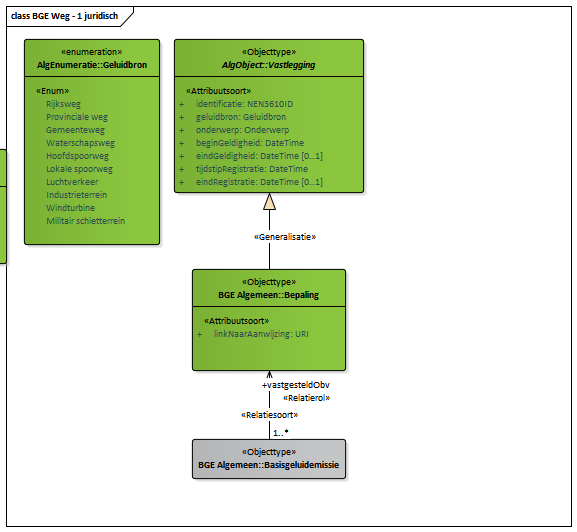 class BGE Weg - 1 juridisch
«enumeration»
AlgEnumeratie::Geluidbron
«Enum»
Rijksweg
Provinciale weg
Gemeenteweg
Waterschapsweg
Hoofdspoorweg
Lokale spoorweg
Luchtverkeer
Industrieterrein
Windturbine
Militair schietterrein
«Objecttype»
AlgObject::Vastlegging
«Attribuutsoort»
+ identificatie: NEN3610ID
+ geluidbron: Geluidbron
+ onderwerp: Onderwerp
+ beginGeldigheid: DateTime
+ eindGeldigheid: DateTime [0..1]
+ tijdstipRegistratie: DateTime
+ eindRegistratie: DateTime [0..1]
«Generalisatie»
«Objecttype»
BGE Algemeen::Bepaling
«Attribuutsoort»
+ linkNaarAanwijzing: URI
+vastgesteldObv
«Relatierol»
«Relatiesoort»
1..*
«Objecttype»
BGE Algemeen::Basisgeluidemissie